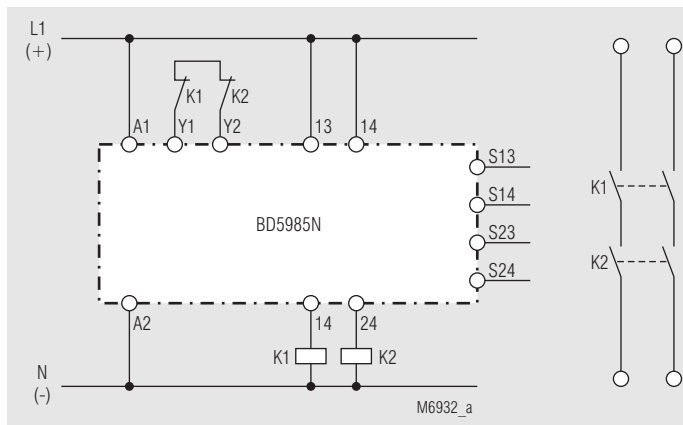 L1
(+)
K1 K2
A1 Y1 Y2 13 14
S13
S14
BD5985N
S23
S24
A2 14 24
K1 K2
N
(-)
M6932_a
K1
K2